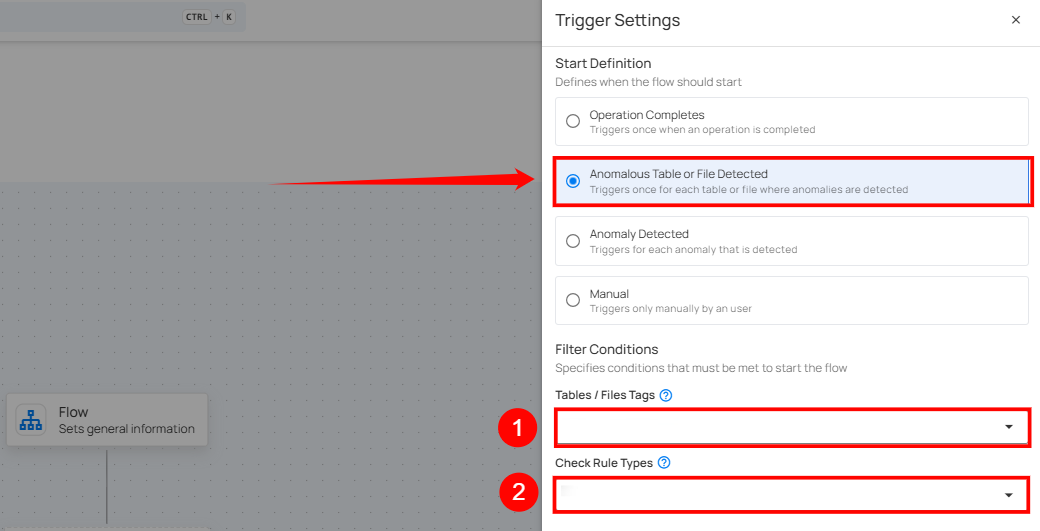 CTRL + K
Trigger Settings
Start Definition
Defines when the flow should start
Operation Completes
Triggers once when an operation is completed
Anomalous Table or File Detected
Triggers once for each table or file where anomalies are detected
Anomaly Detected
Triggers for each anomaly that is detected
Manual
Triggers only manually by an user
Filter Conditions
Specifies conditions that must be met to start the flow
Tables / Files Tags ?
Flow
Sets general information
1
Check Rule Types ?
2